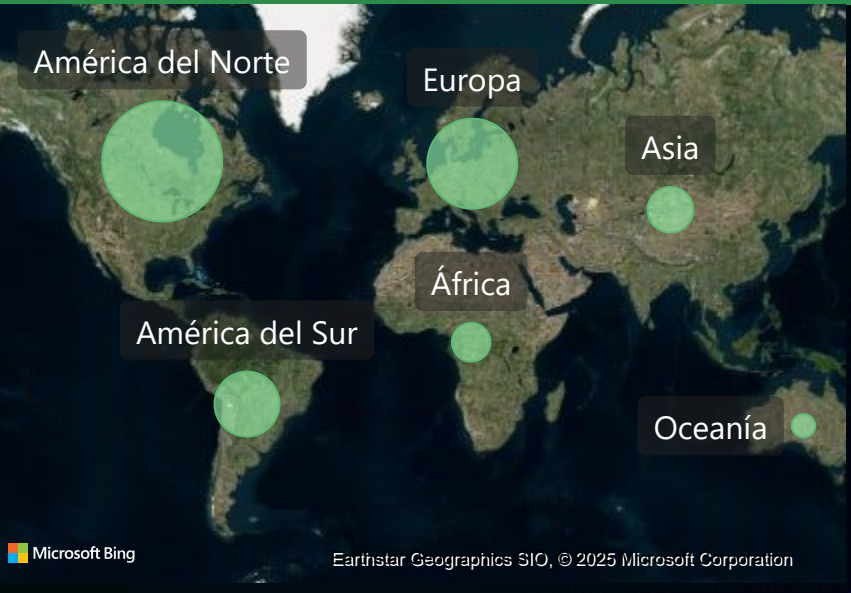 América del Norte
Europa
Asia
África
América del Sur
Oceanía
Microsoft Bing
Earthstar Geographics SIO, © 2025 Microsoft Corporation